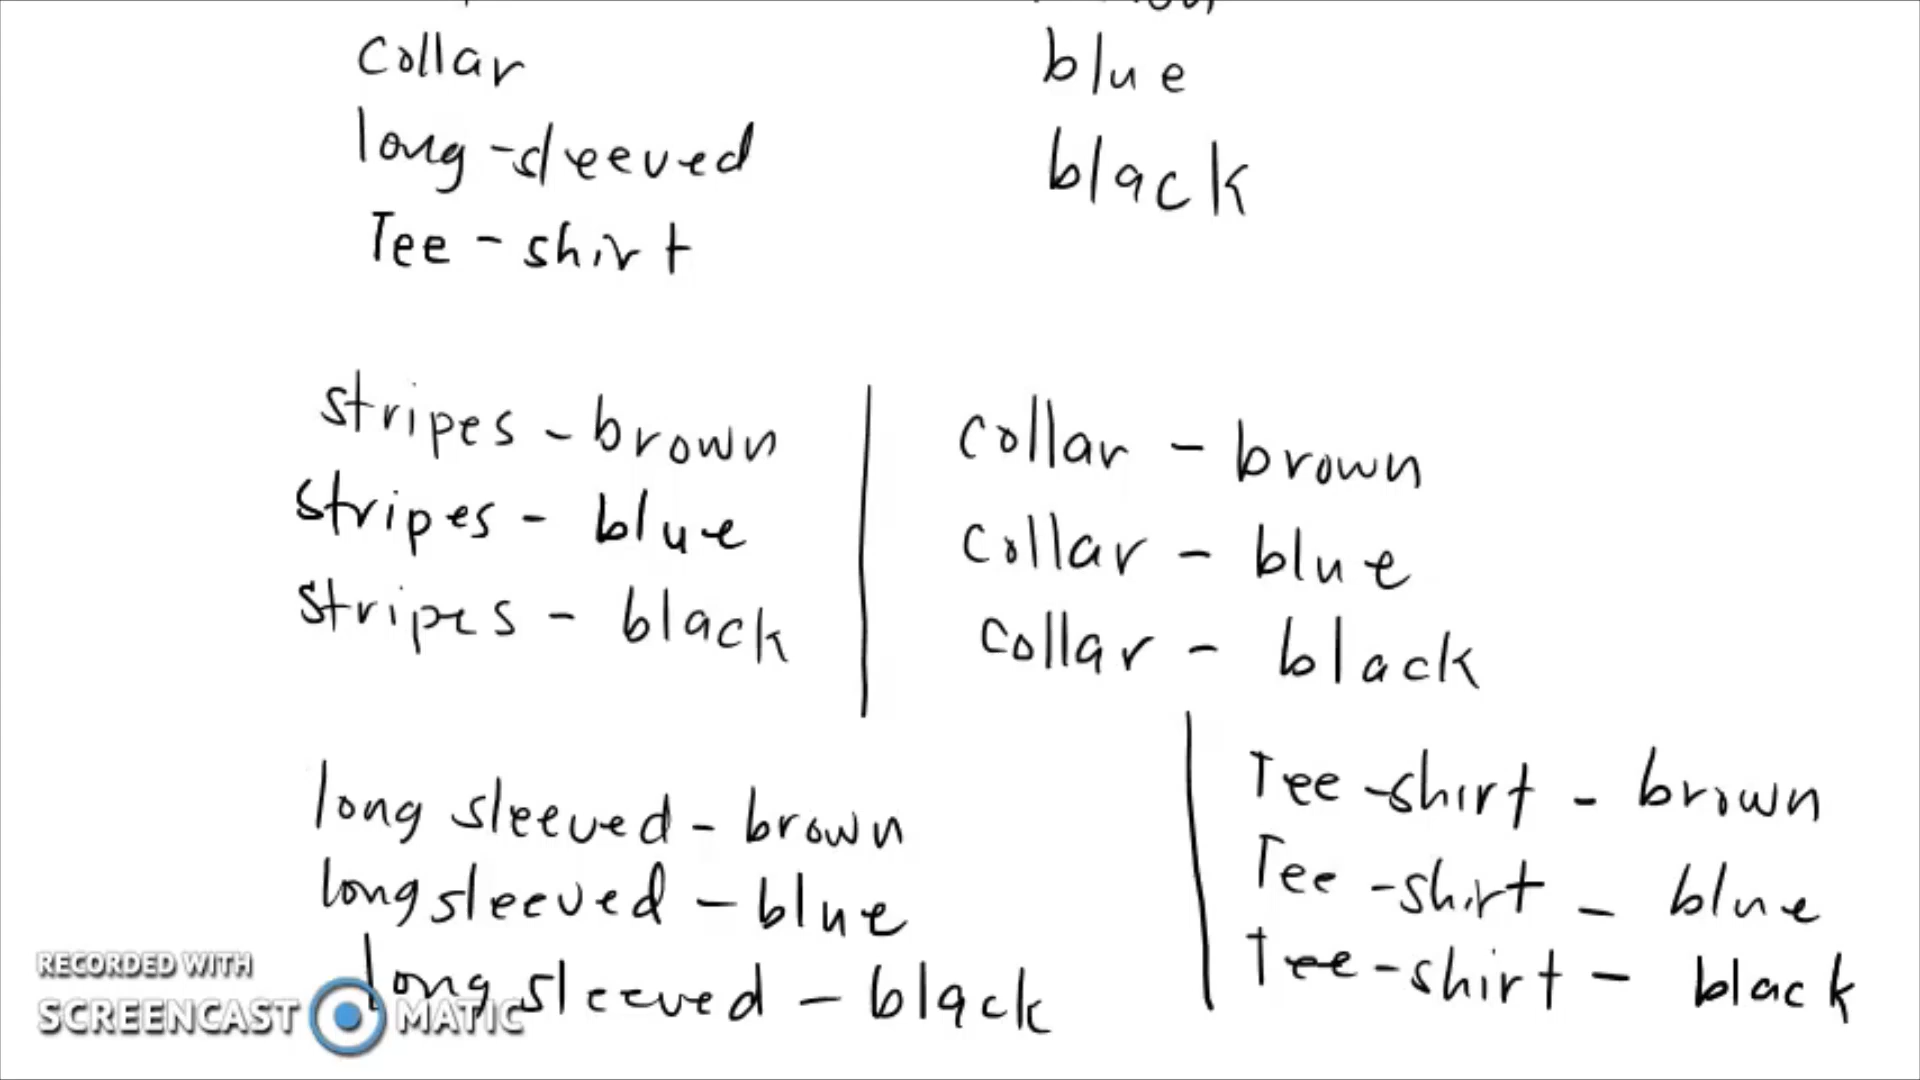 collar
blue
long-sleeved
black
Tee-shirt
stripes - brown
stripes - blue
stripes - black
collar - brown
collar - blue
collar - black
long sleeved - brown
long sleeved - blue
long sleeved - black
Tee-shirt - brown
Tee-shirt - blue
Tee-shirt - black
RECORDED WITH
SCREENCAST MATIC